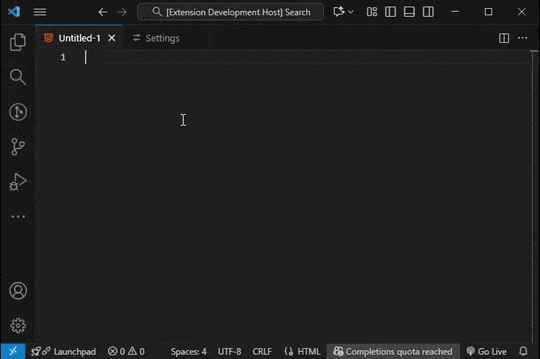 [Extension Development Host] Search
Untitled-1
Settings
1
Launchpad
0
0
Spaces: 4
UTF-8
CRLF
HTML
Completions quota reached
Go Live